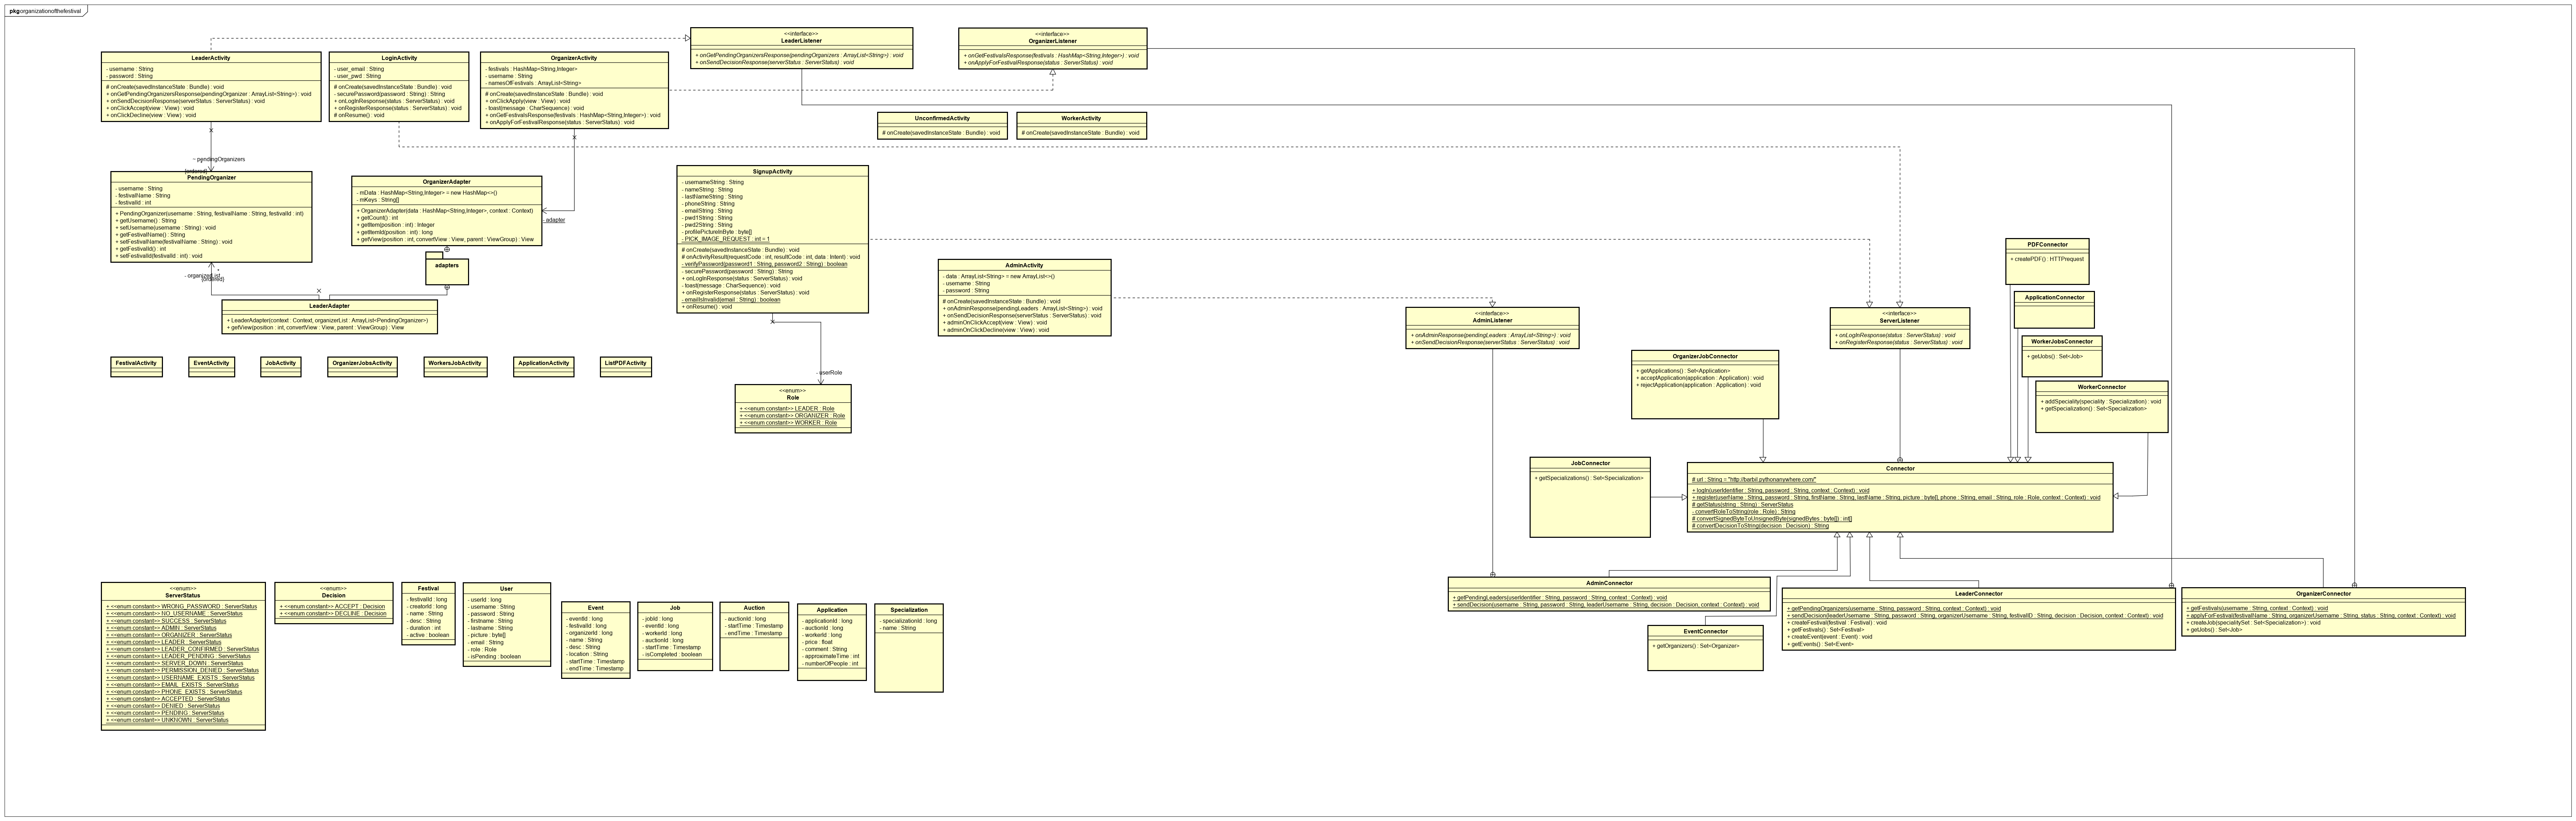 pkg organizationofthefestival
<<interface>>
LeaderListener
+ onGetPendingOrganizersResponse(pendingOrganizers : ArrayList<String>) : void
+ onSendDecisionResponse(serverStatus : ServerStatus) : void
<<interface>>
OrganizerListener
+ onGetFestivalsResponse(festivals : HashMap<String,Integer>) : void
+ onApplyForFestivalResponse(status : ServerStatus) : void
LeaderActivity
- username : String
- password : String
# onCreate(savedInstanceState : Bundle) : void
+ onGetPendingOrganizersResponse(pendingOrganizer : ArrayList<String>) : void
+ onSendDecisionResponse(serverStatus : ServerStatus) : void
+ onClickAccept(view : View) : void
+ onClickDecline(view : View) : void
LoginActivity
- user_email : String
- user_pwd : String
# onCreate(savedInstanceState : Bundle) : void
- securePassword(password : String) : String
+ onLogInResponse(status : ServerStatus) : void
+ onRegisterResponse(status : ServerStatus) : void
# onResume() : void
OrganizerActivity
- festivals : HashMap<String,Integer>
- username : String
- namesOfFestivals : ArrayList<String>
# onCreate(savedInstanceState : Bundle) : void
+ onClickApply(view : View) : void
- toast(message : CharSequence) : void
+ onGetFestivalsResponse(festivals : HashMap<String,Integer>) : void
+ onApplyForFestivalResponse(status : ServerStatus) : void
UnconfirmedActivity
# onCreate(savedInstanceState : Bundle) : void
WorkerActivity
# onCreate(savedInstanceState : Bundle) : void
~ pendingOrganizers
{ordered}
PendingOrganizer
- username : String
- festivalName : String
- festivalId : int
+ PendingOrganizer(username : String, festivalName : String, festivalId : int)
+ getUsername() : String
+ setUsername(username : String) : void
+ getFestivalName() : String
+ setFestivalName(festivalName : String) : void
+ getFestivalId() : int
+ setFestivalId(festivalId : int) : void
OrganizerAdapter
- mData : HashMap<String,Integer> = new HashMap<>()
- mKeys : String[]
+ OrganizerAdapter(data : HashMap<String,Integer>, context : Context)
+ getCount() : int
+ getItem(position : int) : Integer
+ getItemId(position : int) : long
+ getView(position : int, convertView : View, parent : ViewGroup) : View
- adapter
adapters
- organizerList
{ordered}
LeaderAdapter
+ LeaderAdapter(context : Context, organizerList : ArrayList<PendingOrganizer>)
+ getView(position : int, convertView : View, parent : ViewGroup) : View
SignupActivity
- usernameString : String
- nameString : String
- lastNameString : String
- phoneString : String
- emailString : String
- pwd1String : String
- pwd2String : String
- profilePictureInByte : byte[]
- PICK_IMAGE_REQUEST : int = 1
# onCreate(savedInstanceState : Bundle) : void
# onActivityResult(requestCode : int, resultCode : int, data : Intent) : void
- verifyPassword(password1 : String, password2 : String) : boolean
- securePassword(password : String) : String
+ onLogInResponse(status : ServerStatus) : void
- toast(message : CharSequence) : void
+ onRegisterResponse(status : ServerStatus) : void
- emailIsInvalid(email : String) : boolean
+ onResume() : void
AdminActivity
- data : ArrayList<String> = new ArrayList<>()
- username : String
- password : String
# onCreate(savedInstanceState : Bundle) : void
+ onAdminResponse(pendingLeaders : ArrayList<String>) : void
+ onSendDecisionResponse(serverStatus : ServerStatus) : void
+ adminOnClickAccept(view : View) : void
+ adminOnClickDecline(view : View) : void
<<interface>>
AdminListener
+ onAdminResponse(pendingLeaders : ArrayList<String>) : void
+ onSendDecisionResponse(serverStatus : ServerStatus) : void
<<interface>>
ServerListener
+ onLogInResponse(status : ServerStatus) : void
+ onRegisterResponse(status : ServerStatus) : void
PDFConnector
+ createPDF() : HTTPrequest
ApplicationConnector
WorkerJobsConnector
+ getJobs() : Set<Job>
WorkerConnector
+ addSpeciality(speciality : Specialization) : void
+ getSpecialization() : Set<Specialization>
OrganizerJobConnector
+ getApplications() : Set<Application>
+ acceptApplication(application : Application) : void
+ rejectApplication(application : Application) : void
FestivalActivity
EventActivity
JobActivity
OrganizerJobsActivity
WorkersJobActivity
ApplicationActivity
ListPDFActivity
- userRole
<<enum>>
Role
+ <<enum constant>> LEADER : Role
+ <<enum constant>> ORGANIZER : Role
+ <<enum constant>> WORKER : Role
JobConnector
+ getSpecializations() : Set<Specialization>
Connector
# url : String = "http://barbil.pythonanywhere.com/"
+ logIn(userIdentifier : String, password : String, context : Context) : void
+ register(userName : String, password : String, firstName : String, lastName : String, picture : byte[], phone : String, email : String, role : Role, context : Context) : void
# getStatus(string : String) : ServerStatus
- convertRoleToString(role : Role) : String
# convertSignedByteToUnsignedByte(signedBytes : byte[]) : int[]
# convertDecisionToString(decision : Decision) : String
<<enum>>
ServerStatus
+ <<enum constant>> WRONG_PASSWORD : ServerStatus
+ <<enum constant>> NO_USERNAME : ServerStatus
+ <<enum constant>> SUCCESS : ServerStatus
+ <<enum constant>> ADMIN : ServerStatus
+ <<enum constant>> ORGANIZER : ServerStatus
+ <<enum constant>> LEADER : ServerStatus
+ <<enum constant>> LEADER_CONFIRMED : ServerStatus
+ <<enum constant>> LEADER_PENDING : ServerStatus
+ <<enum constant>> SERVER_DOWN : ServerStatus
+ <<enum constant>> PERMISSION_DENIED : ServerStatus
+ <<enum constant>> USERNAME_EXISTS : ServerStatus
+ <<enum constant>> EMAIL_EXISTS : ServerStatus
+ <<enum constant>> PHONE_EXISTS : ServerStatus
+ <<enum constant>> ACCEPTED : ServerStatus
+ <<enum constant>> DENIED : ServerStatus
+ <<enum constant>> PENDING : ServerStatus
+ <<enum constant>> UNKNOWN : ServerStatus
<<enum>>
Decision
+ <<enum constant>> ACCEPT : Decision
+ <<enum constant>> DECLINE : Decision
Festival
- festivalId : long
- creatorId : long
- name : String
- desc : String
- duration : int
- active : boolean
User
- userId : long
- username : String
- password : String
- firstname : String
- lastname : String
- picture : byte[]
- email : String
- role : Role
- isPending : boolean
Event
- eventId : long
- festivalId : long
- organizerId : long
- name : String
- desc : String
- location : String
- startTime : Timestamp
- endTime : Timestamp
Job
- jobId : long
- eventId : long
- workerId : long
- auctionId : long
- startTime : Timestamp
- isCompleted : boolean
Auction
- auctionId : long
- startTime : Timestamp
- endTime : Timestamp
Application
- applicationId : long
- auctionId : long
- workerId : long
- price : float
- comment : String
- approximateTime : int
- numberOfPeople : int
Specialization
- specializationId : long
- name : String
AdminConnector
+ getPendingLeaders(userIdentifier : String, password : String, context : Context) : void
+ sendDecision(username : String, password : String, leaderUsername : String, decision : Decision, context : Context) : void
EventConnector
+ getOrganizers() : Set<Organizer>
LeaderConnector
+ getPendingOrganizers(username : String, password : String, context : Context) : void
+ sendDecision(leaderUsername : String, password : String, organizerUsername : String, festivalID : String, decision : Decision, context : Context) : void
+ createFestival(festival : Festival) : void
+ getFestivals() : Set<Festival>
+ createEvent(event : Event) : void
+ getEvents() : Set<Event>
OrganizerConnector
+ getFestivals(username : String, context : Context) : void
+ applyForFestival(festivalName : String, organizerUsername : String, status : String, context : Context) : void
+ createJob(specialitySet : Set<Specialization>) : void
+ getJobs() : Set<Job>